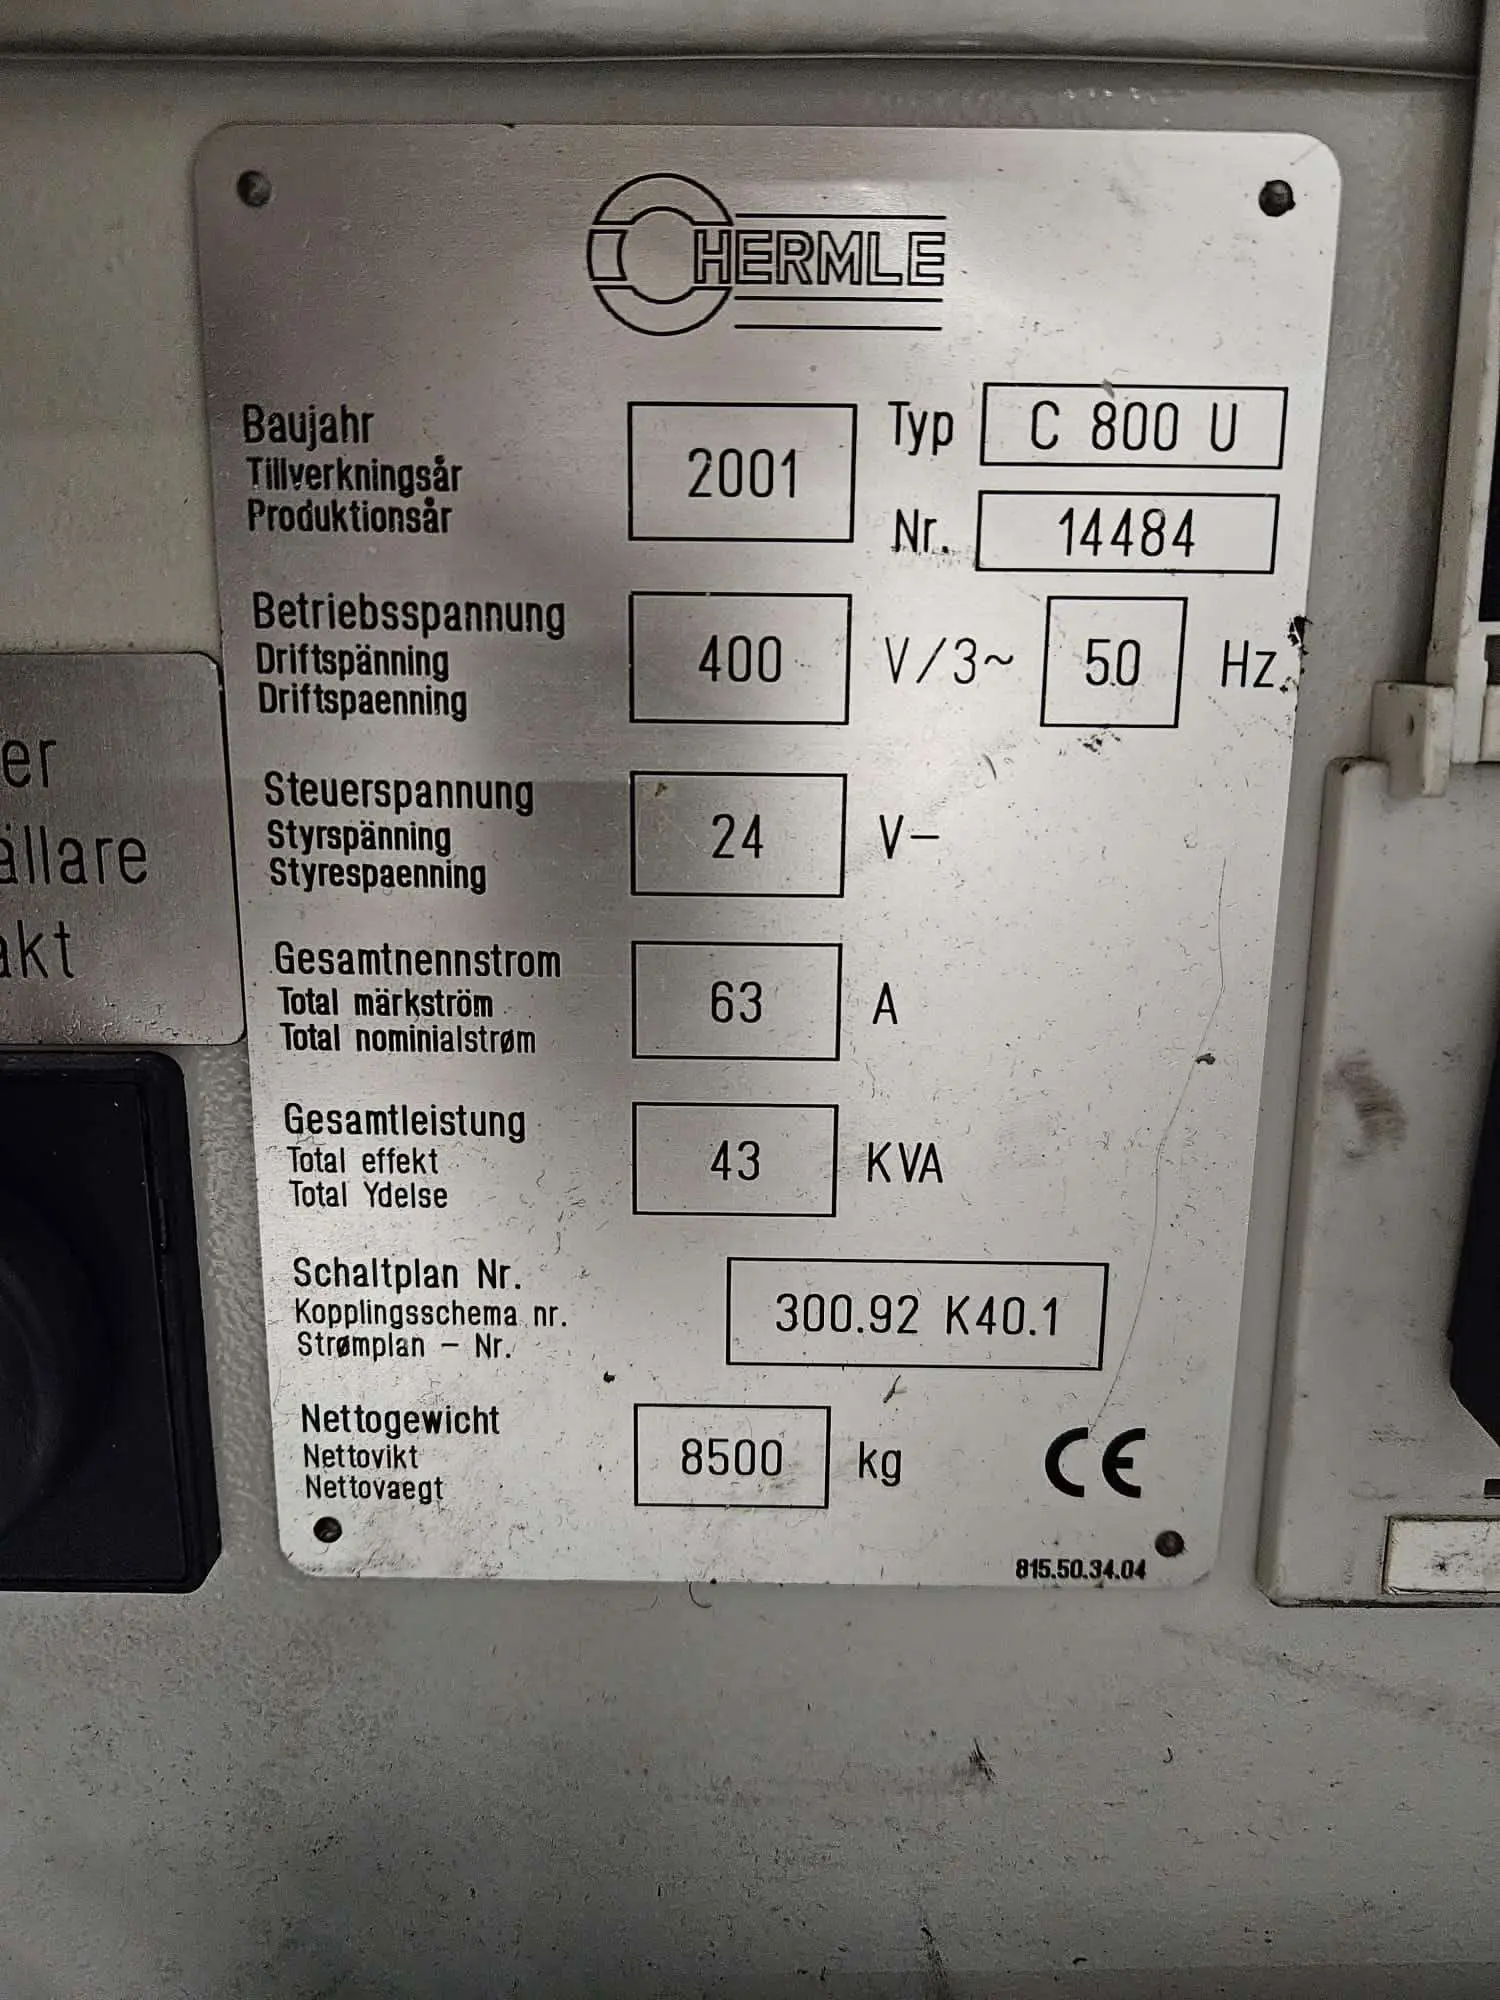 HERMLE
Baujahr
Tillverkningsår
Produktionsår
2001
Typ C 800 U
Nr. 14484
Betriebsspannung
Driftspänning
Driftspaenning
400 V/3~ 50 Hz
Steuerspannung
Styrspänning
Styrespaenning
24 V–
Gesamtnennstrom
Total märkström
Total nominialstrøm
63 A
Gesamtleistung
Total effekt
Total Ydelse
43 KVA
Schaltplan Nr.
Kopplingsschema nr.
Strømplan – Nr.
300.92 K40.1
Nettogewicht
Nettovikt
Nettovaegt
8500 kg
CE
815.50.34.04
er
ällare
akt